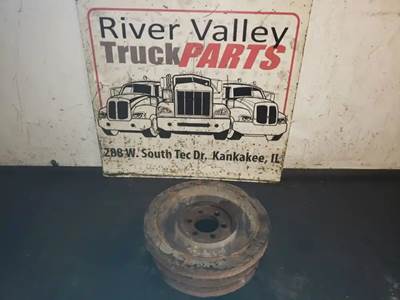 River Valley
TruckPARTS
288 W. South Tec Dr. Kankakee, IL